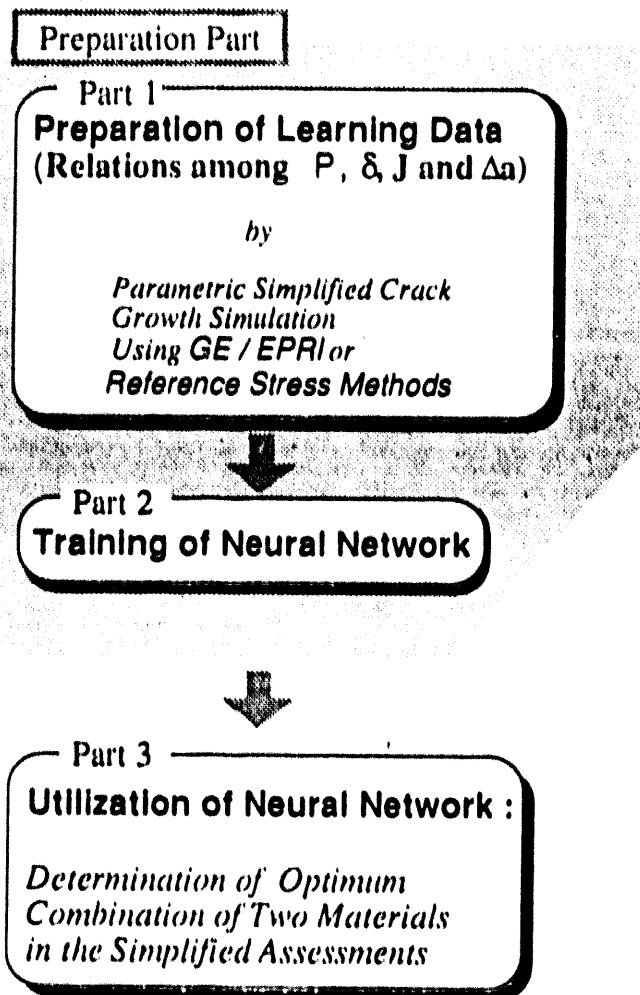 Preparation Part
Part 1
Preparation of Learning Data
(Relations among P, δ, J and Δa)
by
Parametric Simplified Crack
Growth Simulation
Using GE / EPRI or
Reference Stress Methods
Part 2
Training of Neural Network
Part 3
Utilization of Neural Network :
Determination of Optimum
Combination of Two Materials
in the Simplified Assessments